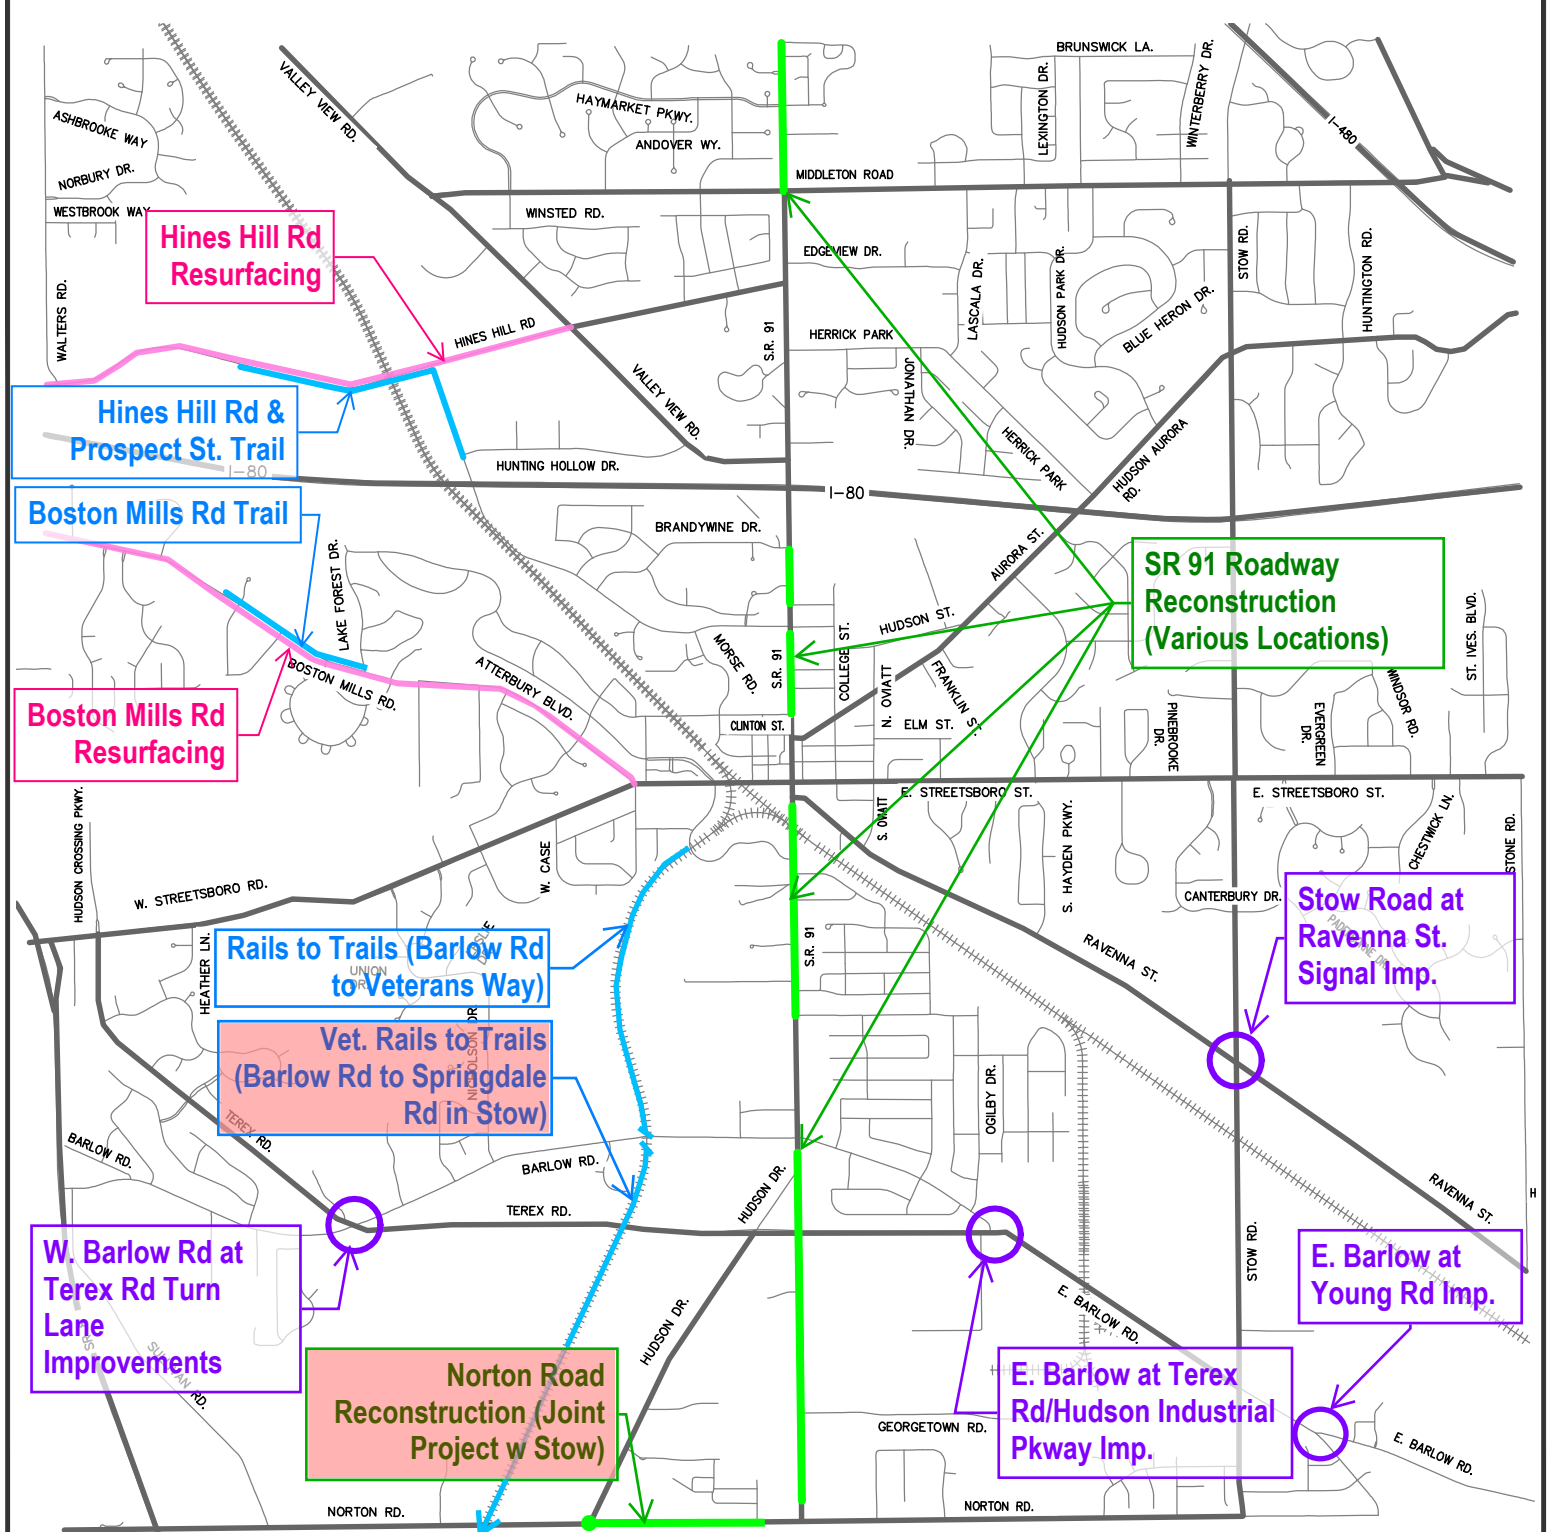 BRUNSWICK LA.
VALLEY VIEW RD.
HAYMARKET PKWY.
LEXINGTON DR.
WINTERBERRY DR.
I-480
ASHBROOKE WAY
ANDOVER WY.
NORBURY DR.
MIDDLETON ROAD
WESTBROOK WAY
WINSTED RD.
Hines Hill Rd
Resurfacing
EDGEVIEW DR.
LASCALA DR.
HUDSON PARK DR.
STOW RD.
HUNTINGTON RD.
WALTERS RD.
BLUE HERON DR.
HINES HILL RD
S.R. 91
HERRICK PARK
JONATHAN DR.
VALLEY VIEW RD.
Hines Hill Rd &
Prospect St. Trail
HERRICK PARK
HUDSON AURORA
RD.
I-80
HUNTING HOLLOW DR.
I-80
Boston Mills Rd Trail
BRANDYWINE DR.
AURORA ST.
LAKE FOREST DR.
SR 91 Roadway
Reconstruction
(Various Locations)
HUDSON ST.
COLLEGE ST.
ST. IVES. BLVD.
MORSE RD.
S.R. 91
BOSTON MILLS RD.
ATTERBURY BLVD.
N. OVIATT
FRANKLIN ST.
WINDSOR RD.
Boston Mills Rd
Resurfacing
CLINTON ST.
ELM ST.
PINEBROOKE
DR.
EVERGREEN
DR.
HUDSON CROSSING PKWY.
E. STREETSBORO ST.
E. STREETSBORO ST.
S. OVIATT
S. HAYDEN PKWY.
CHESTWICK LN.
STONE RD.
W. CASE
W. STREETSBORO RD.
CANTERBURY DR.
Stow Road at
Ravenna St.
Signal Imp.
HEATHER LN.
Rails to Trails (Barlow Rd
to Veterans Way)
UNION
DR.
S.R. 91
RAVENNA ST.
Vet. Rails to Trails
(Barlow Rd to Springdale
Rd in Stow)
NICHOLSON DR.
OGILBY DR.
TEREX RD.
BARLOW RD.
BARLOW RD.
HUDSON DR.
RAVENNA ST.
H
TEREX RD.
W. Barlow Rd at
Terex Rd Turn
Lane
Improvements
STOW RD.
E. Barlow at
Young Rd Imp.
E. BARLOW RD.
HUDSON DR.
RD.
Norton Road
Reconstruction (Joint
Project w Stow)
E. Barlow at Terex
Rd/Hudson Industrial
Pkway Imp.
GEORGETOWN RD.
E. BARLOW RD.
NORTON RD.
NORTON RD.